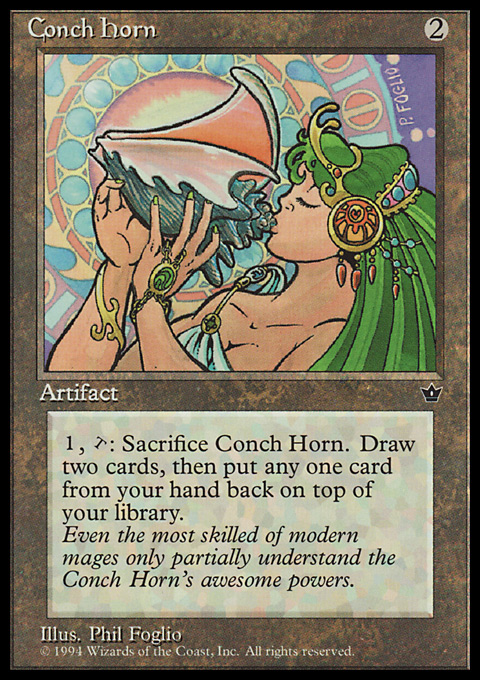 Conch Horn 2
P. FOGLIO
Artifact
1, : Sacrifice Conch Horn. Draw
two cards, then put any one card
from your hand back on top of
your library.
Even the most skilled of modern
mages only partially understand the
Conch Horn's awesome powers.
Illus. Phil Foglio
© 1994 Wizards of the Coast, Inc. All rights reserved.